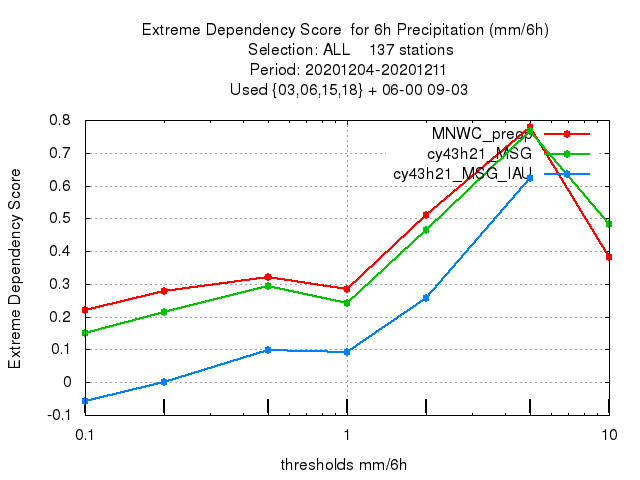 Extreme Dependency Score  for 6h Precipitation (mm/6h)
Selection: ALL    137 stations
Period: 20201204-20201211
Used {03,06,15,18} + 06-00 09-03
MNWC_precp
cy43h21_MSG
cy43h21_MSG_IAU
0.8
0.7
0.6
0.5
0.4
0.3
0.2
0.1
0
-0.1
Extreme Dependency Score
0.1
1
10
thresholds mm/6h